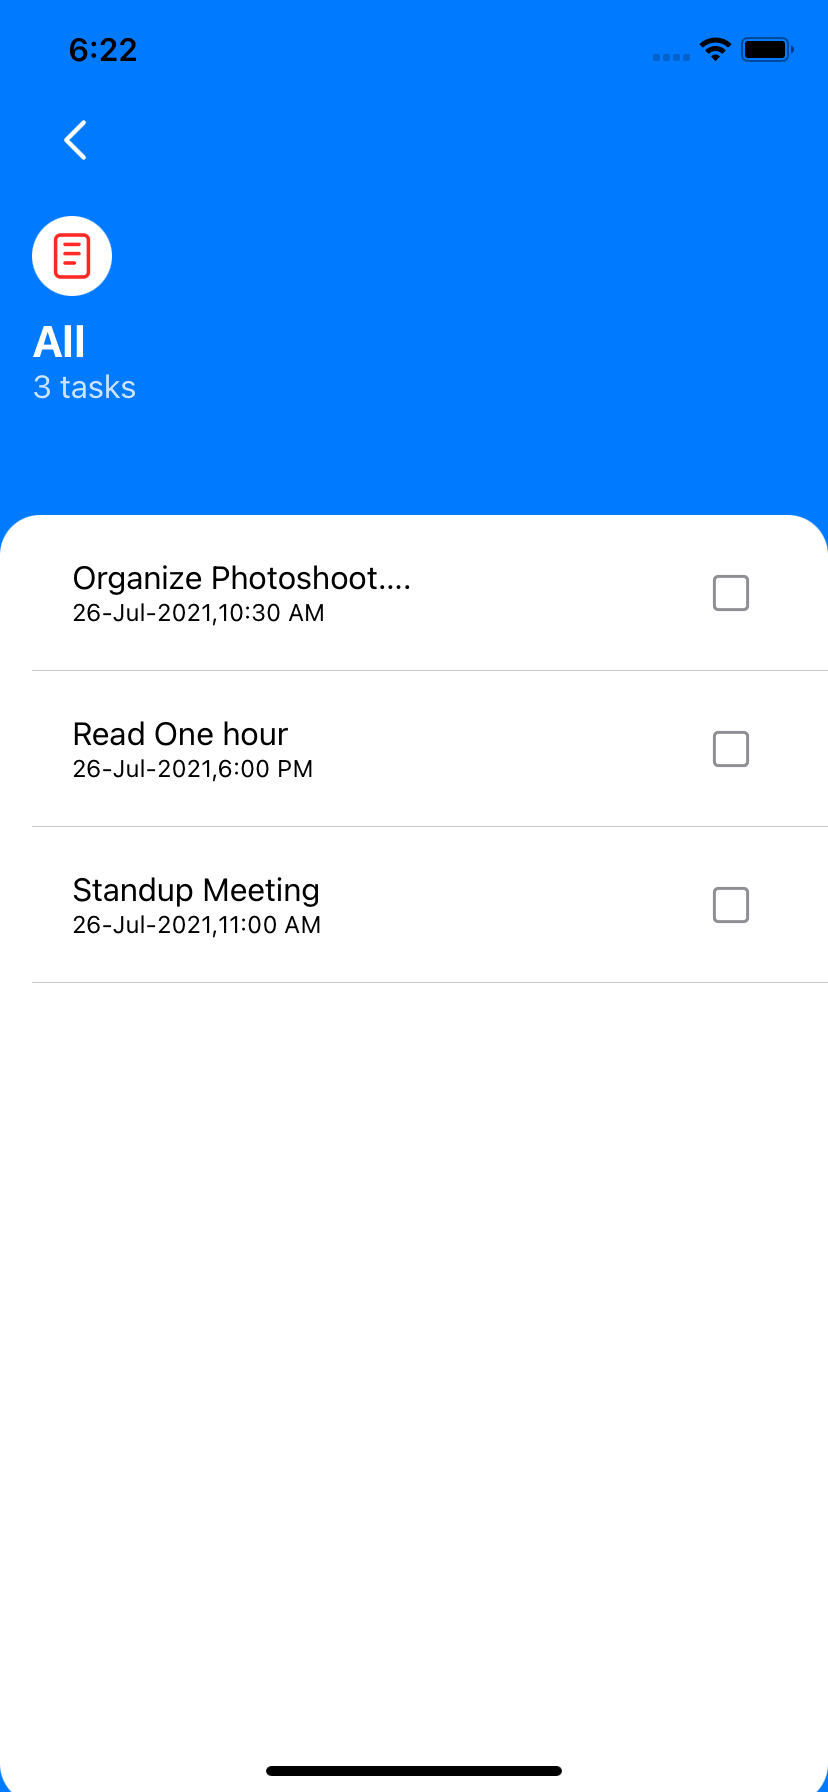 6:22
All
3 tasks
Organize Photoshoot....
26-Jul-2021,10:30 AM
Read One hour
26-Jul-2021,6:00 PM
Standup Meeting
26-Jul-2021,11:00 AM